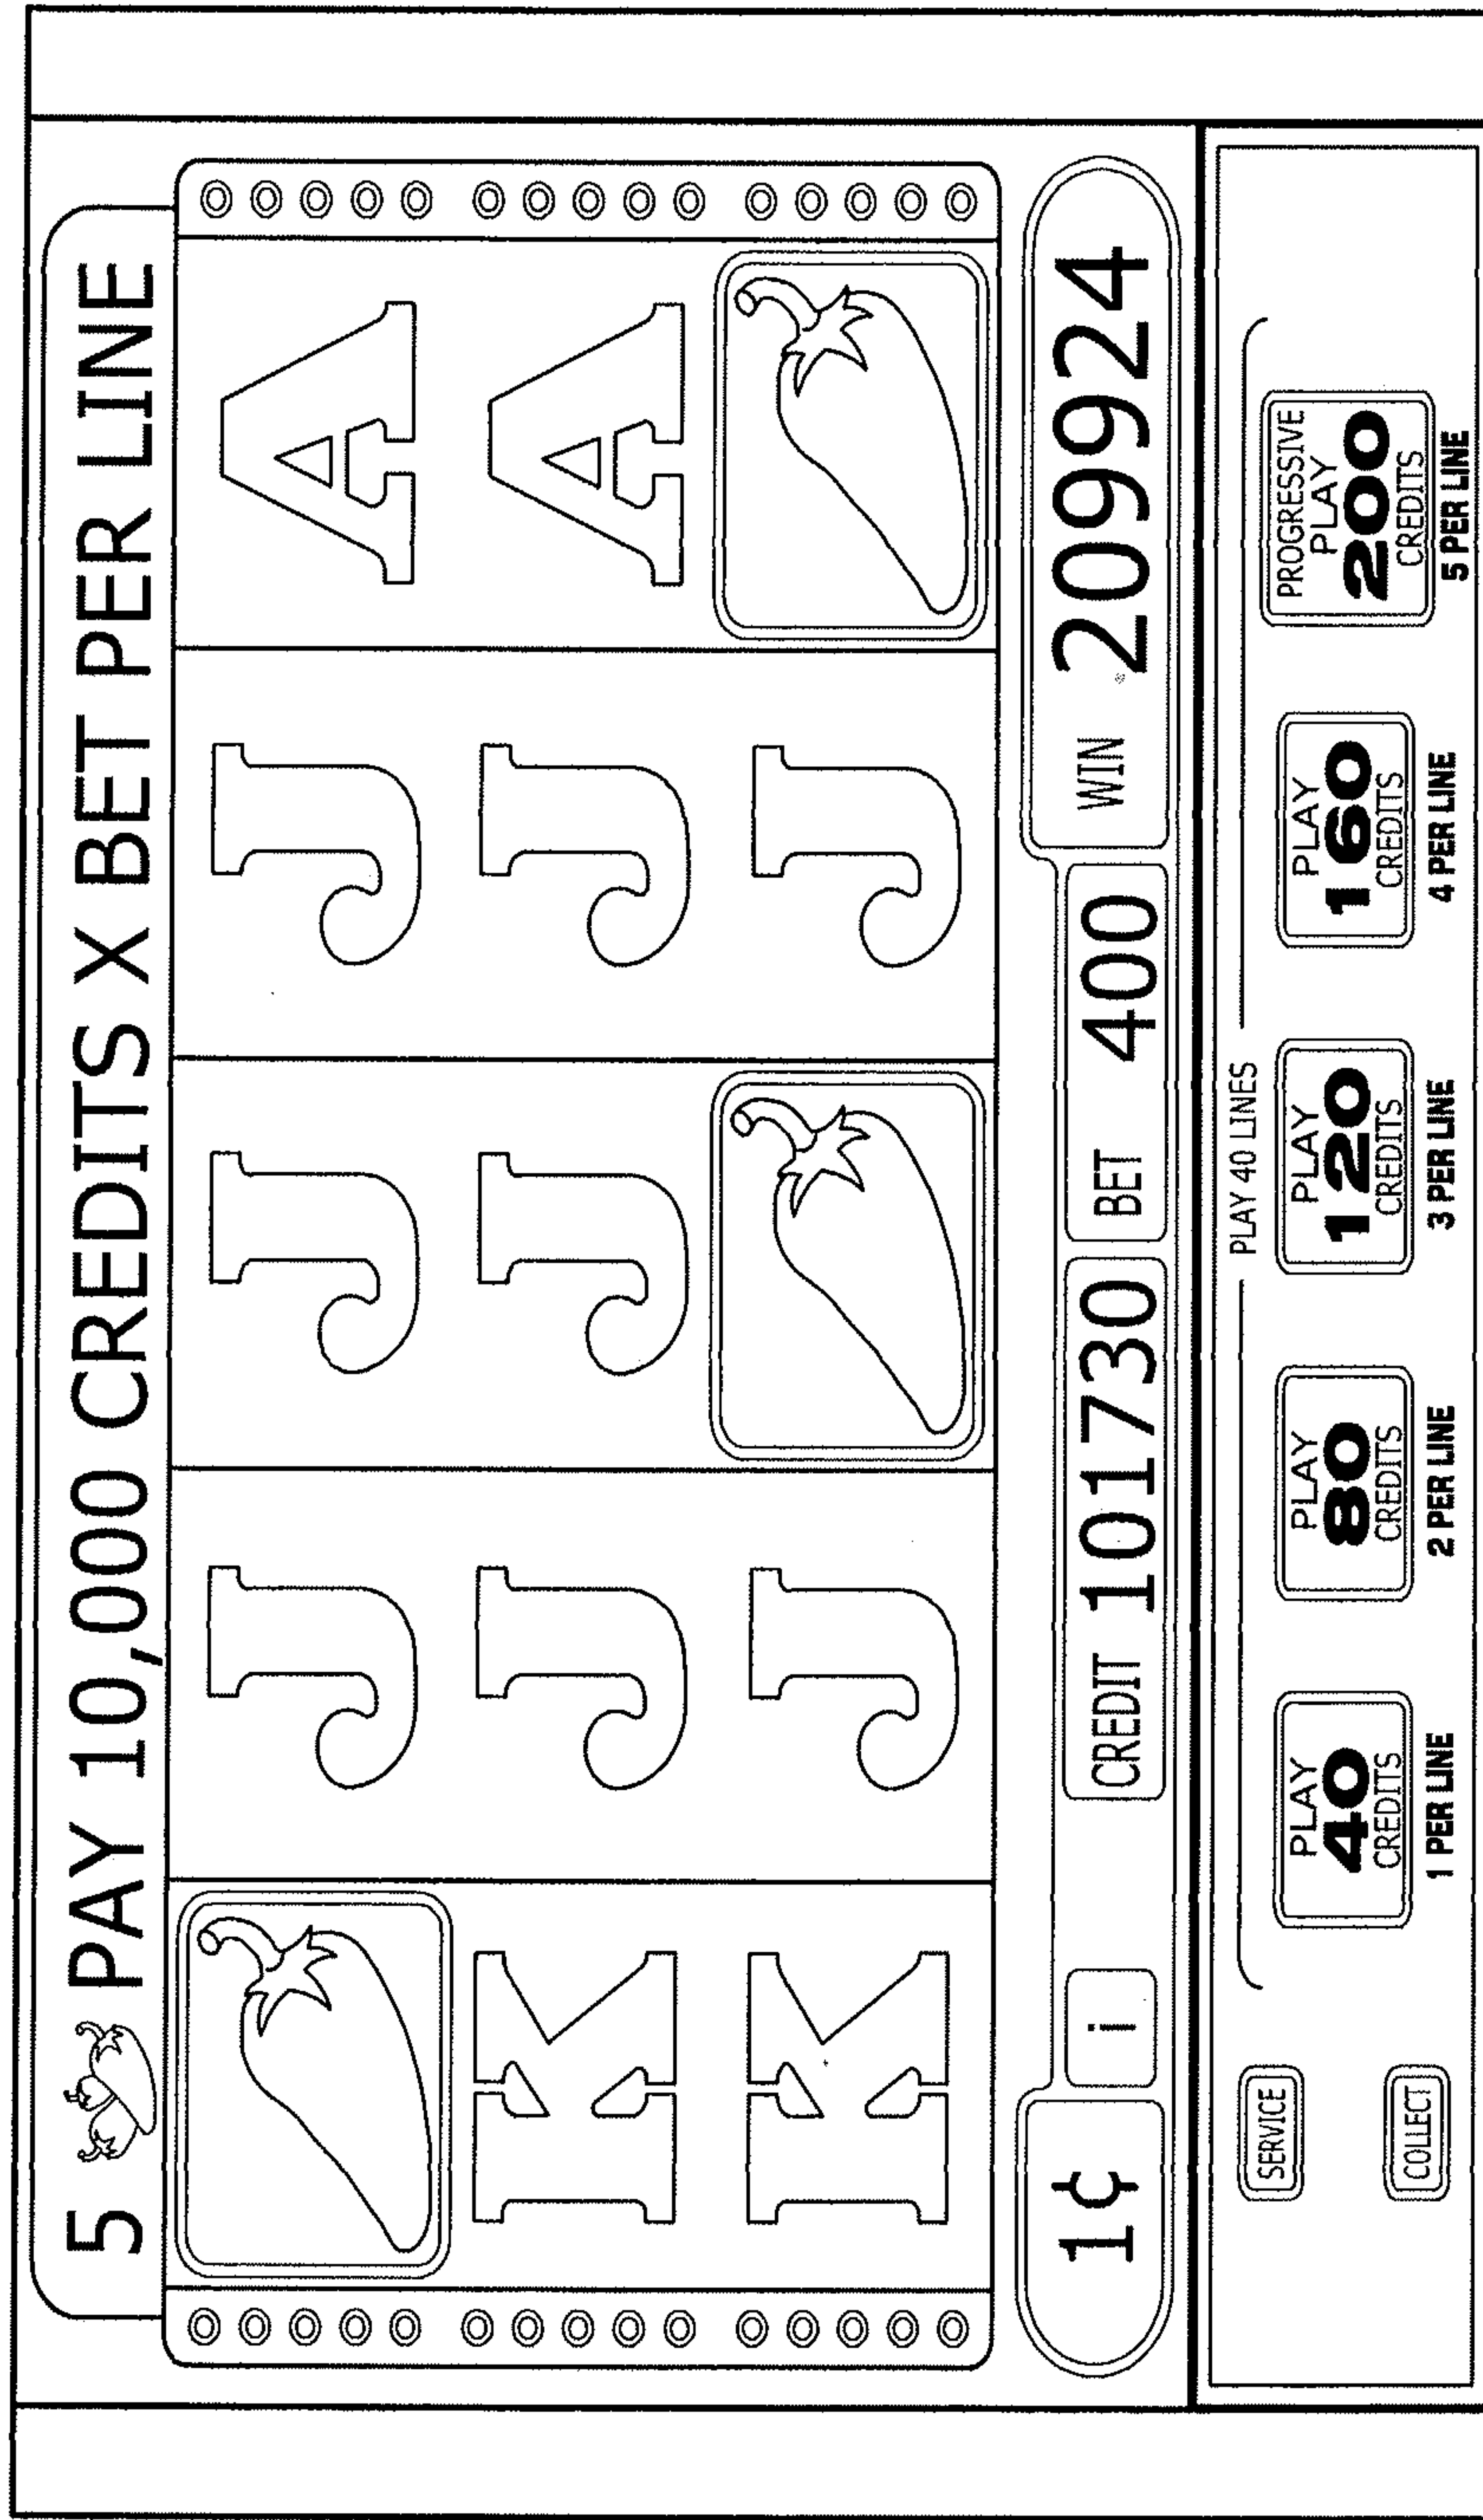 5 PAY 10,000 CREDITS X BET PER LINE
J J J A
K J J J A
K J J
1¢ i CREDIT 101730 BET 400 WIN 209924
PLAY 40 LINES
SERVICE
COLLECT
PLAY
40
CREDITS
1 PER LINE
PLAY
80
CREDITS
2 PER LINE
PLAY
120
CREDITS
3 PER LINE
PLAY
160
CREDITS
4 PER LINE
PROGRESSIVE
PLAY
200
CREDITS
5 PER LINE